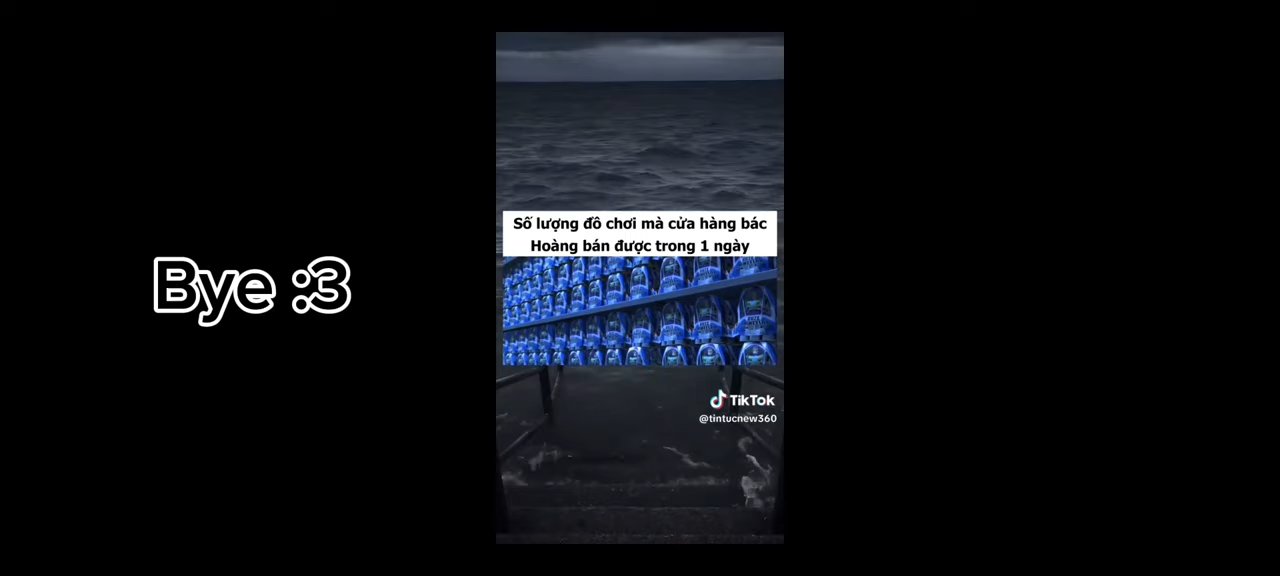 Bye :3
Số lượng đồ chơi mà cửa hàng bác
Hoàng bán được trong 1 ngày
TikTok
@tintucnew360